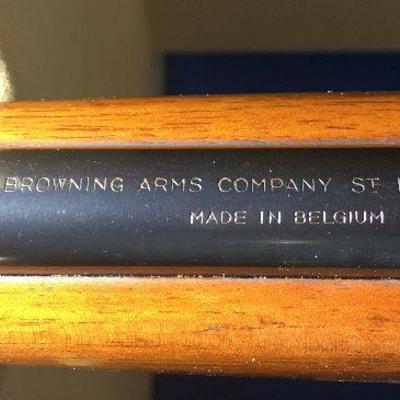 BROWNING ARMS COMPANY ST
MADE IN BELGIUM